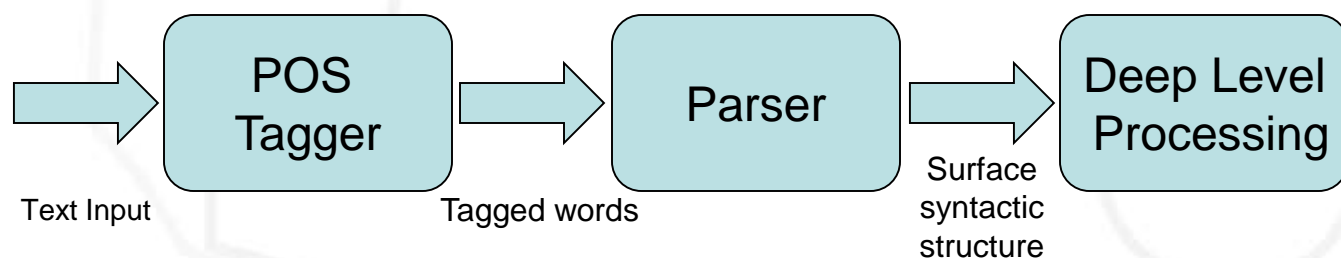 POS
Tagger
Parser
Deep Level
Processing
Text Input
Tagged words
Surface
syntactic
structure